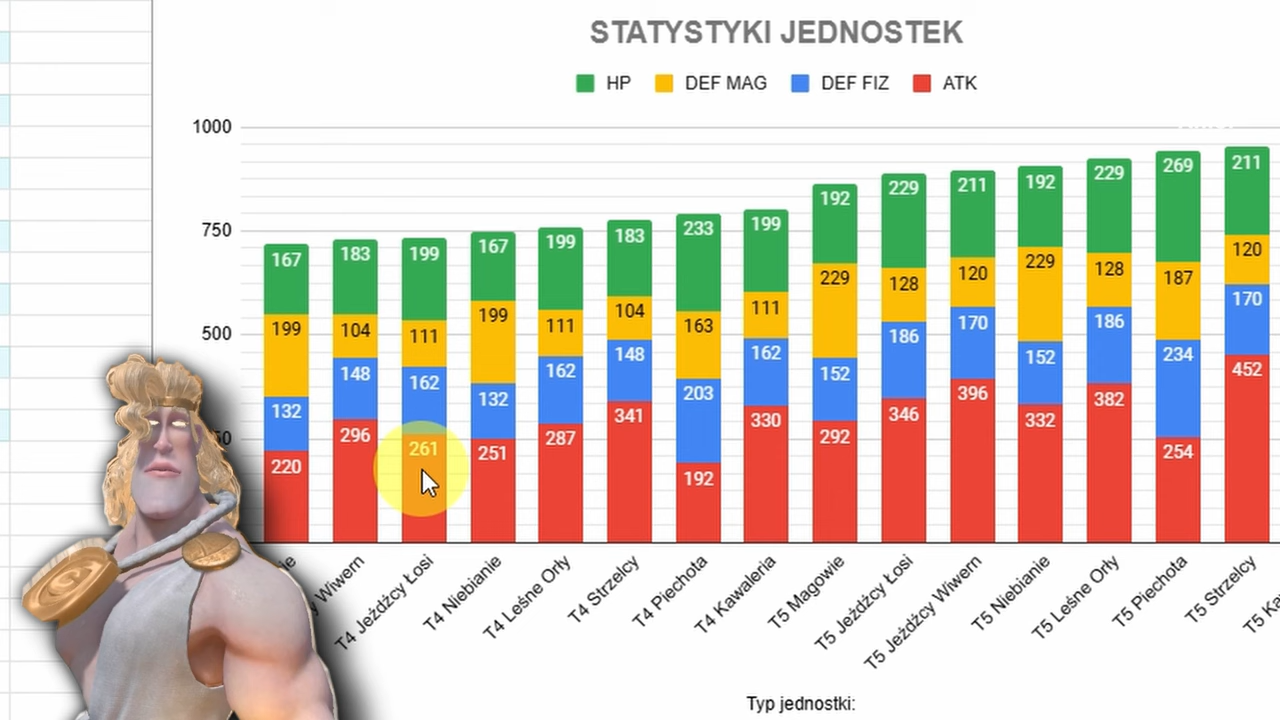 STATYSTYKI JEDNOSTEK
HP DEF MAG DEF FIZ ATK
1000
750
500
167 199 132 220
183 104 148 296
199 111 162 261
167 199 132 251
199 111 162 287
183 104 148 341
233 163 203 192
199 111 162 330
192 229 152 292
229 128 186 346
211 120 170 396
192 229 152 332
229 128 186 382
269 187 234 254
211 120 170 452
Wiwern
T4 Jeżdźcy Łosi
T4 Niebianie
T4 Leśne Orły
T4 Strzelcy
T4 Piechota
T4 Kawaleria
T5 Magowie
T5 Jeżdźcy Łosi
T5 Jeżdźcy Wiwern
T5 Niebianie
T5 Leśne Orły
T5 Piechota
T5 Strzelcy
Typ jednostki: